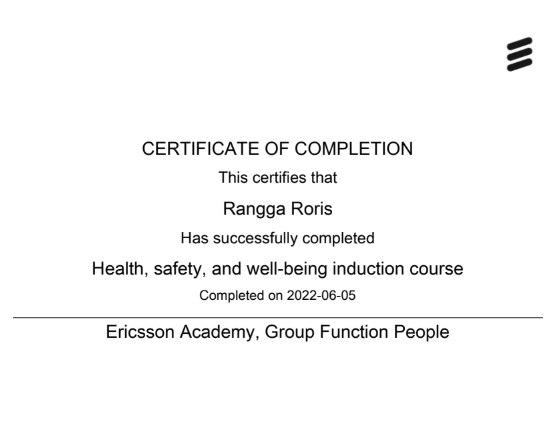 CERTIFICATE OF COMPLETION
This certifies that
Rangga Roris
Has successfully completed
Health, safety, and well-being induction course
Completed on 2022-06-05
Ericsson Academy, Group Function People